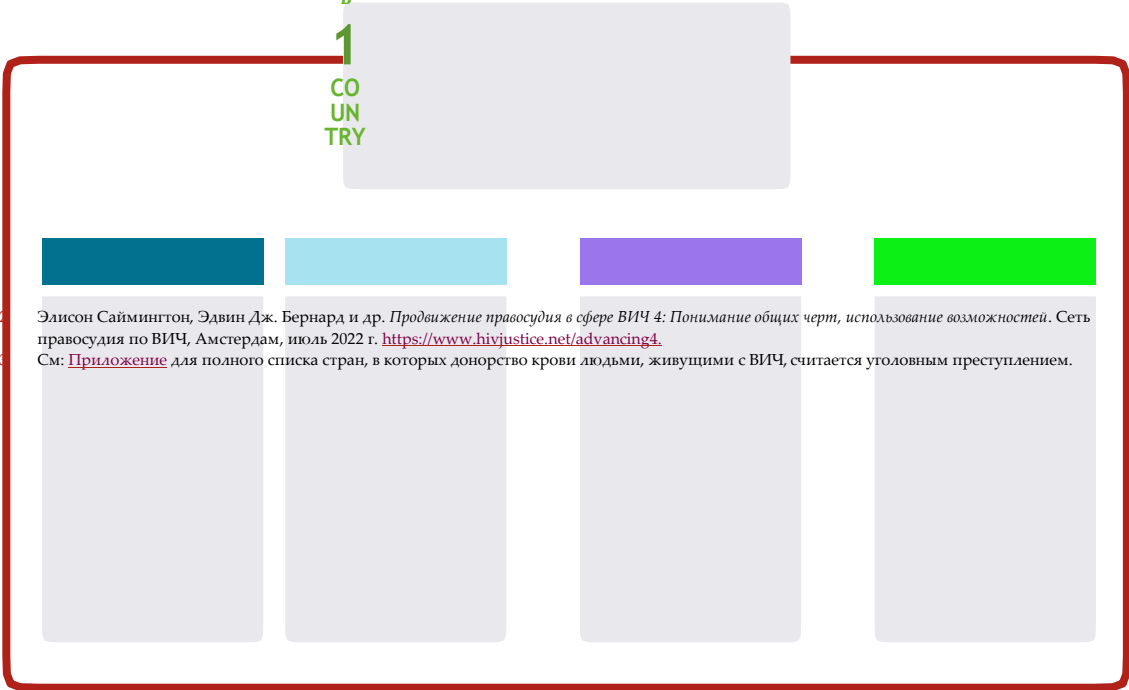 1
CO
UN
TRY
Элисон Саймингтон, Эдвин Дж. Бернард и др. Продвижение правосудия в сфере ВИЧ 4: Понимание общих черт, использование возможностей. Сеть
правосудия по ВИЧ, Амстердам, июль 2022 г. https://www.hivjustice.net/advancing4.
См: Приложение для полного списка стран, в которых донорство крови людьми, живущими с ВИЧ, считается уголовным преступлением.